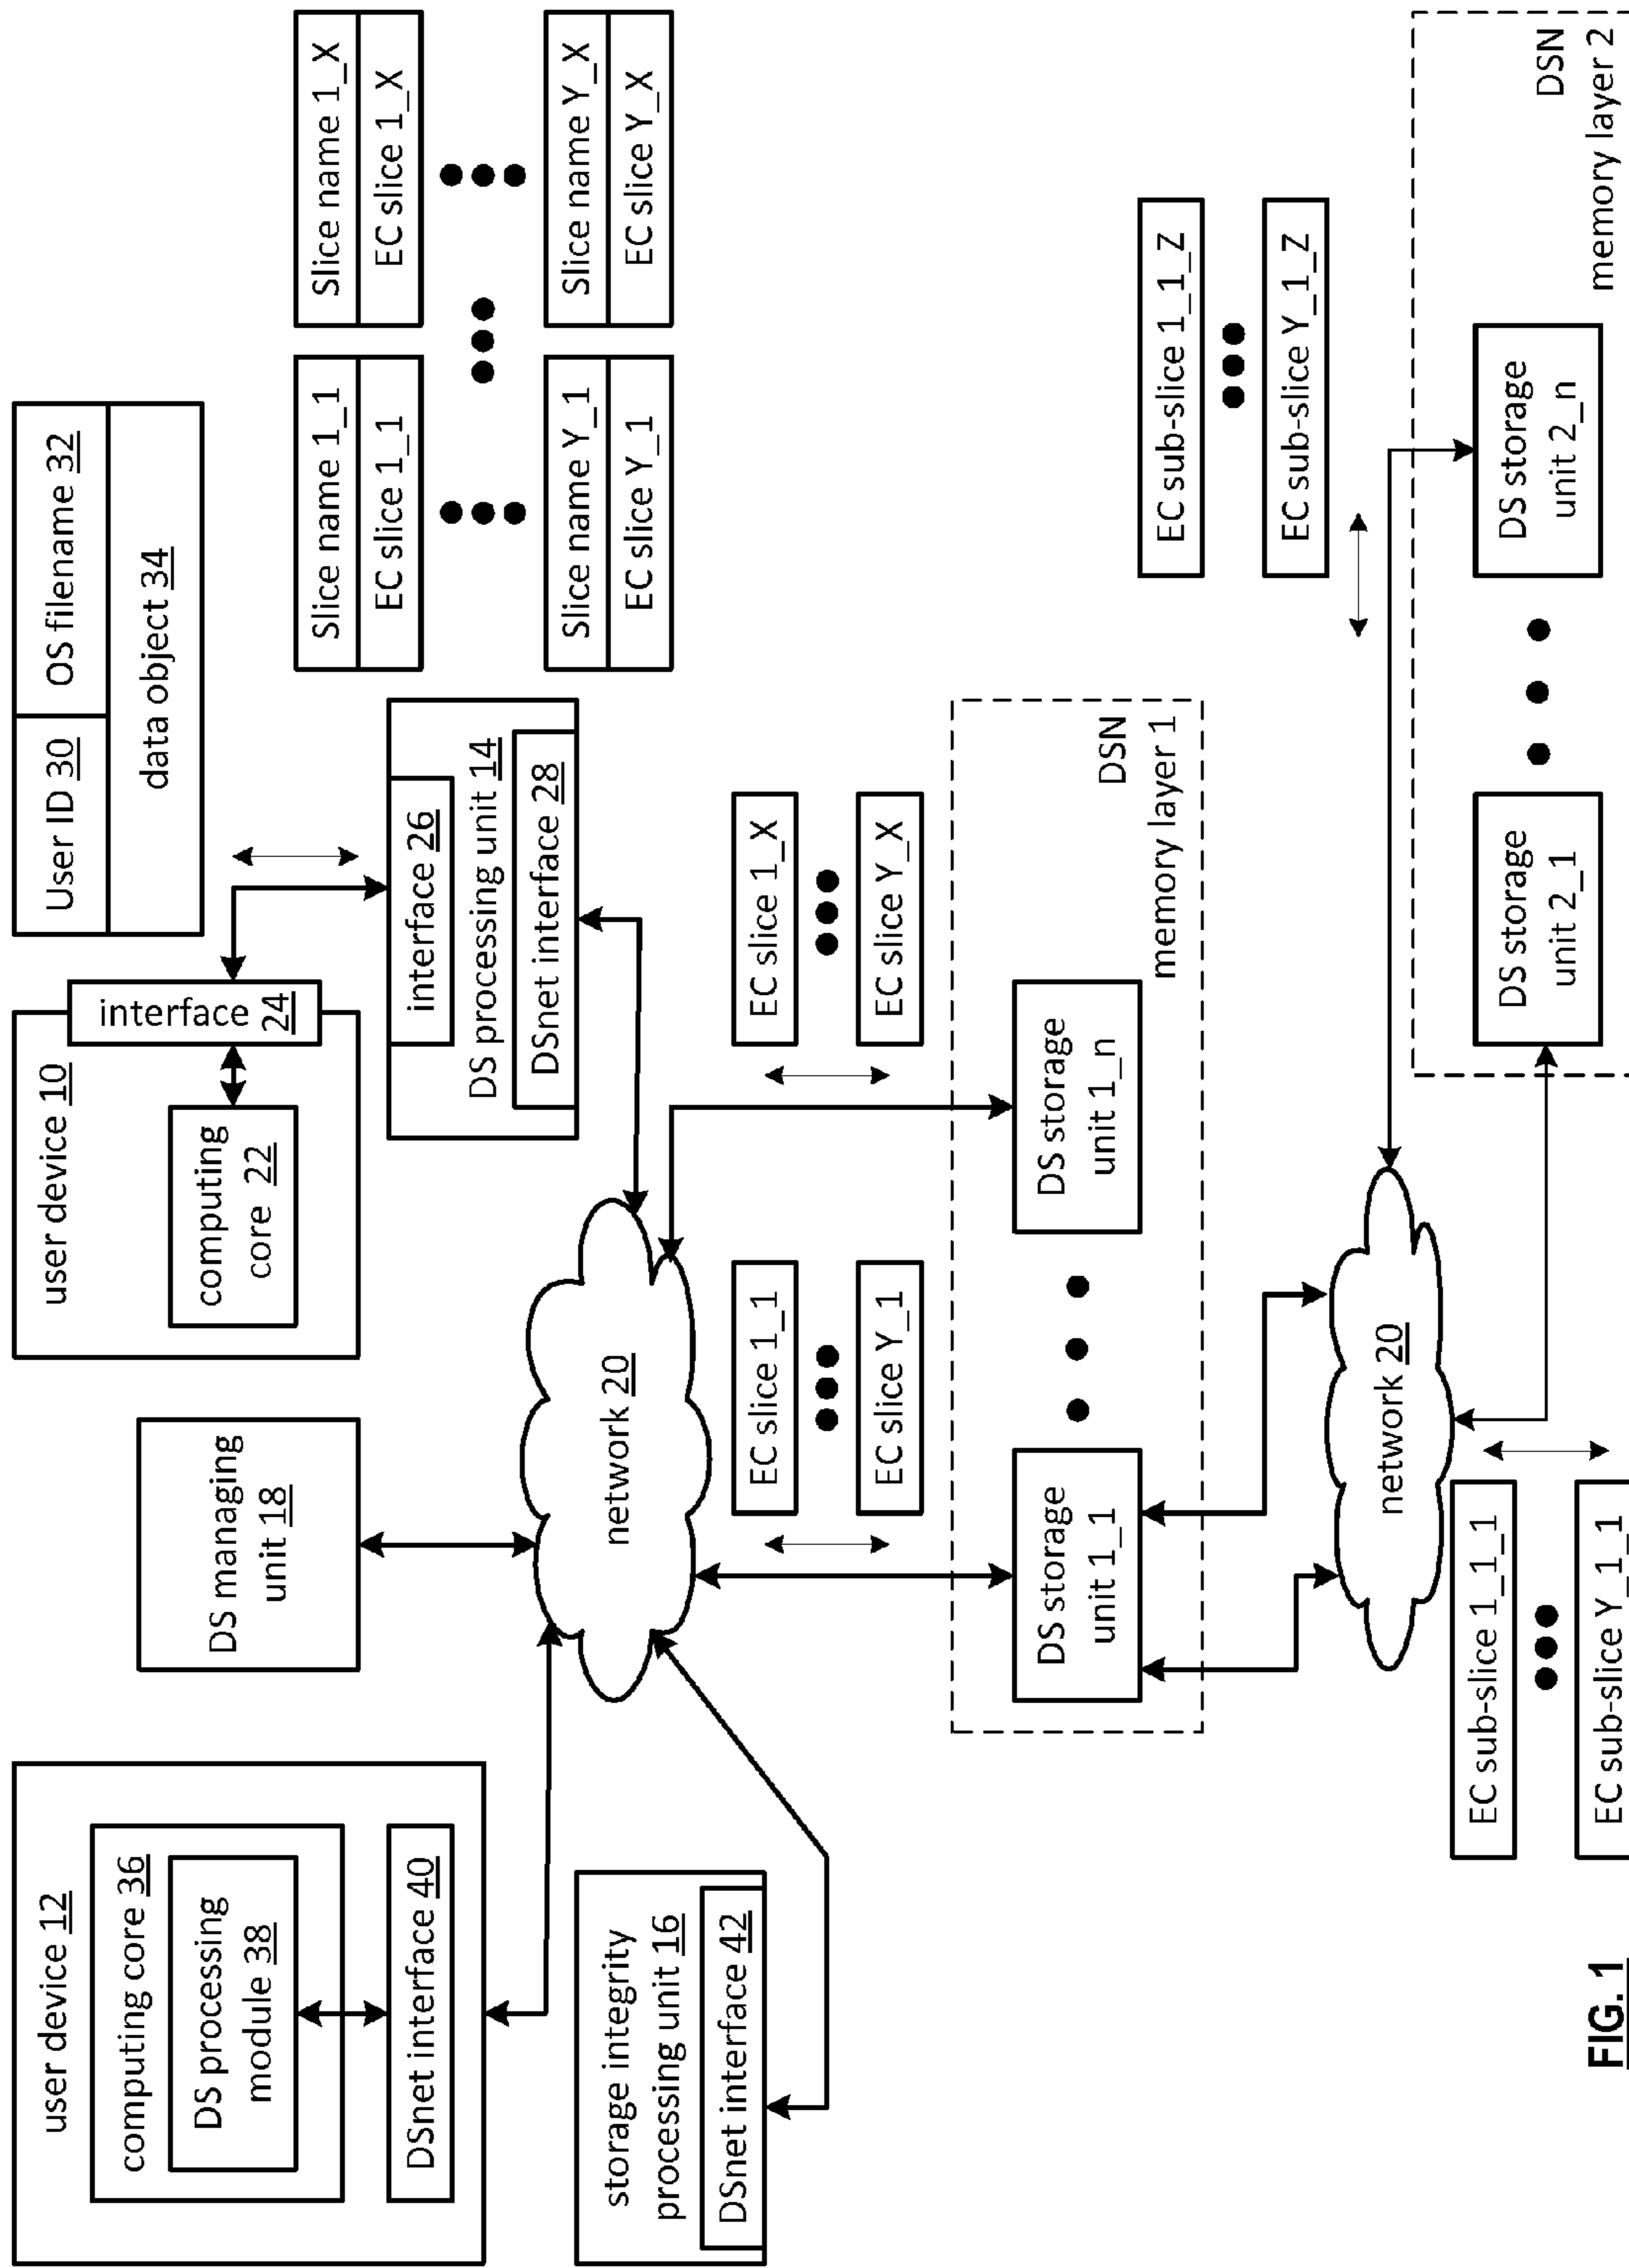 user device 12
computing core 36
DS processing
module 38
DSnet interface 40
DS managing
unit 18
user device 10
computing
core 22
interface 24
User ID 30
OS filename 32
data object 34
interface 26
DS processing unit 14
DSnet interface 28
Slice name 1_1
EC slice 1_1
Slice name 1_X
EC slice 1_X
Slice name Y_1
EC slice Y_1
Slice name Y_X
EC slice Y_X
storage integrity
processing unit 16
DSnet interface 42
network 20
EC slice 1_1
EC slice Y_1
EC slice 1_X
EC slice Y_X
DS storage
unit 1_1
DS storage
unit 1_n
DSN
memory layer 1
network 20
EC sub-slice 1_1_Z
EC sub-slice Y_1_Z
EC sub-slice 1_1_1
EC sub-slice Y_1_1
DS storage
unit 2_1
DS storage
unit 2_n
DSN
memory layer 2
FIG. 1